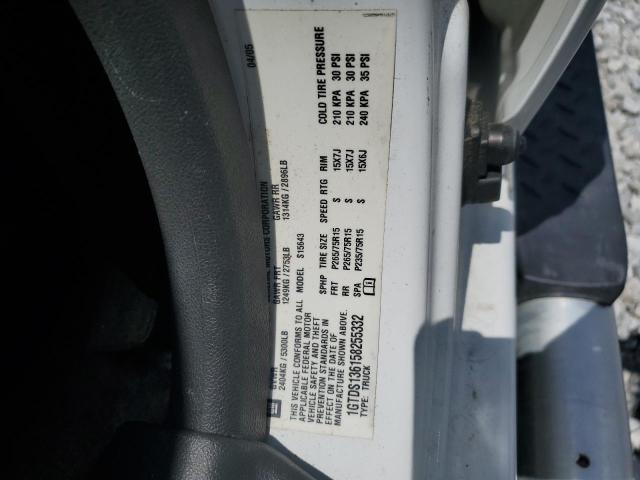 MOTORS CORPORATION 04/05
GVWR GAWR FRT GAWR RR
2404KG / 5300LB 1249KG / 2753LB 1314KG / 2896LB
THIS VEHICLE CONFORMS TO ALL MODEL S15643
APPLICABLE FEDERAL MOTOR
VEHICLE SAFETY AND THEFT
PREVENTION STANDARDS IN
EFFECT ON THE DATE OF
MANUFACTURE SHOWN ABOVE.
1GTDS136158255332
TYPE: TRUCK
SPHP TIRE SIZE SPEED RTG RIM COLD TIRE PRESSURE
FRT P265/75R15 S 15X7J 210 KPA 30 PSI
RR P265/75R15 S 15X7J 210 KPA 30 PSI
SPA P235/75R15 S 15X6J 240 KPA 35 PSI